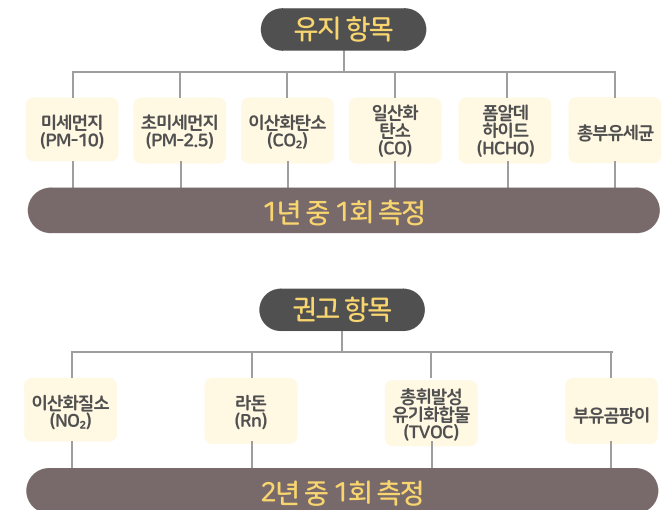 유지 항목
미세먼지
(PM-10)
초미세먼지
(PM-2.5)
이산화탄소
(CO₂)
일산화
탄소
(CO)
폼알데
하이드
(HCHO)
총부유세균
1년 중 1회 측정
권고 항목
이산화질소
(NO₂)
라돈
(Rn)
총휘발성
유기화합물
(TVOC)
부유곰팡이
2년 중 1회 측정